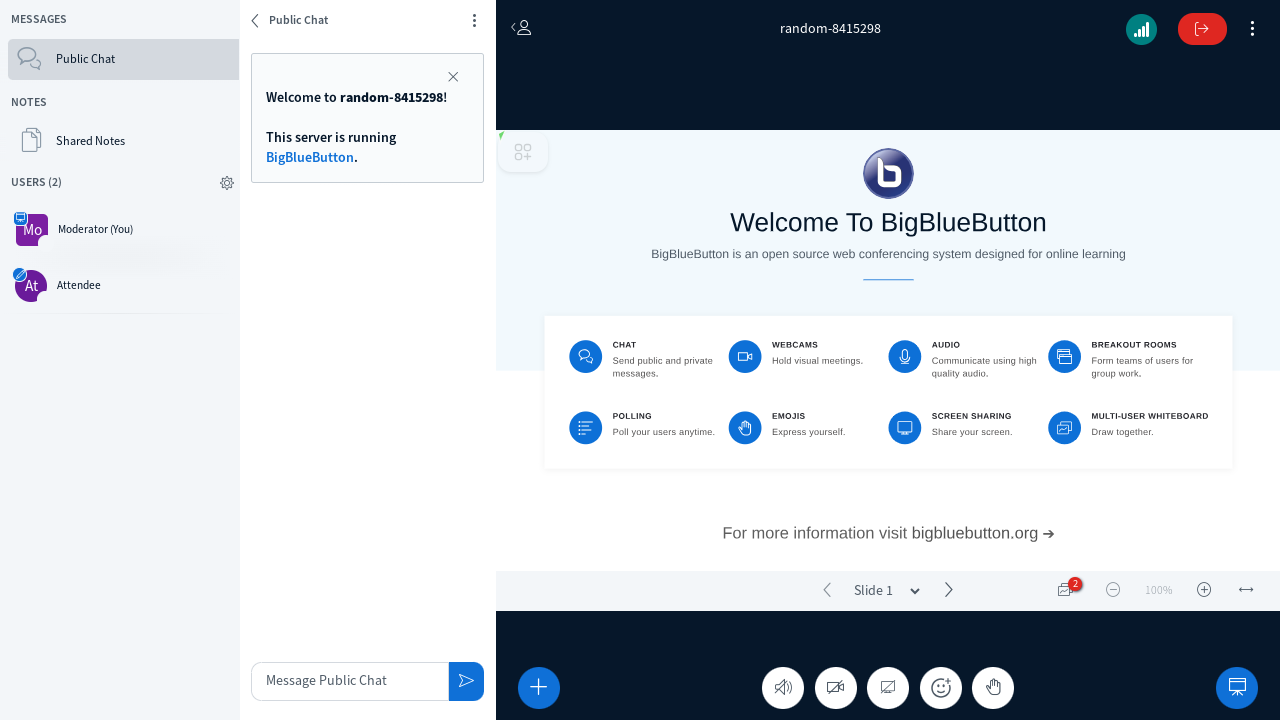 MESSAGES
Public Chat
NOTES
Shared Notes
USERS (2)
Mo
Moderator (You)
At
Attendee
Public Chat
Welcome to random-8415298!
This server is running
BigBlueButton.
Message Public Chat
random-8415298
b
Welcome To BigBlueButton
BigBlueButton is an open source web conferencing system designed for online learning
CHAT
Send public and private
messages.
WEBCAMS
Hold visual meetings.
AUDIO
Communicate using high
quality audio.
BREAKOUT ROOMS
Form teams of users for
group work.
POLLING
Poll your users anytime.
EMOJIS
Express yourself.
SCREEN SHARING
Share your screen.
MULTI-USER WHITEBOARD
Draw together.
For more information visit bigbluebutton.org →
Slide 1
2
100%